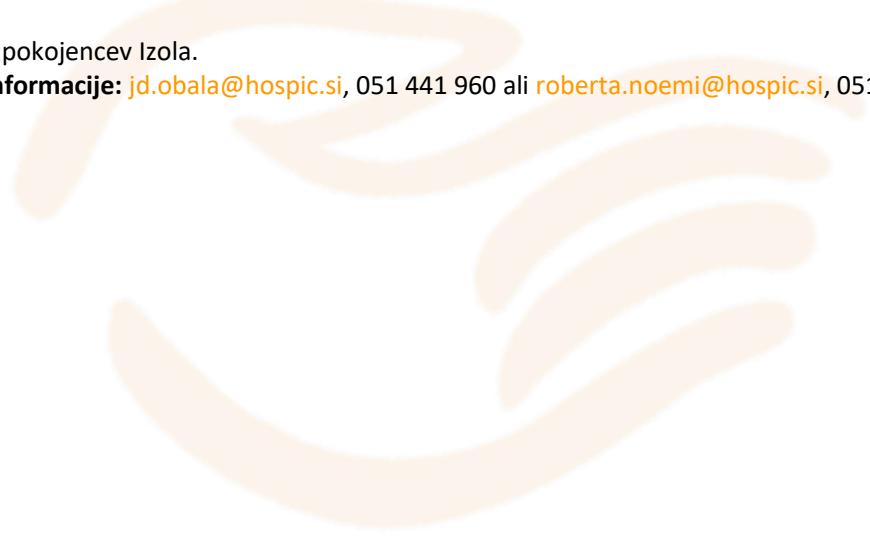 pokojencev Izola.
nformacije: jd.obala@hospic.si, 051 441 960 ali roberta.noemi@hospic.si, 051